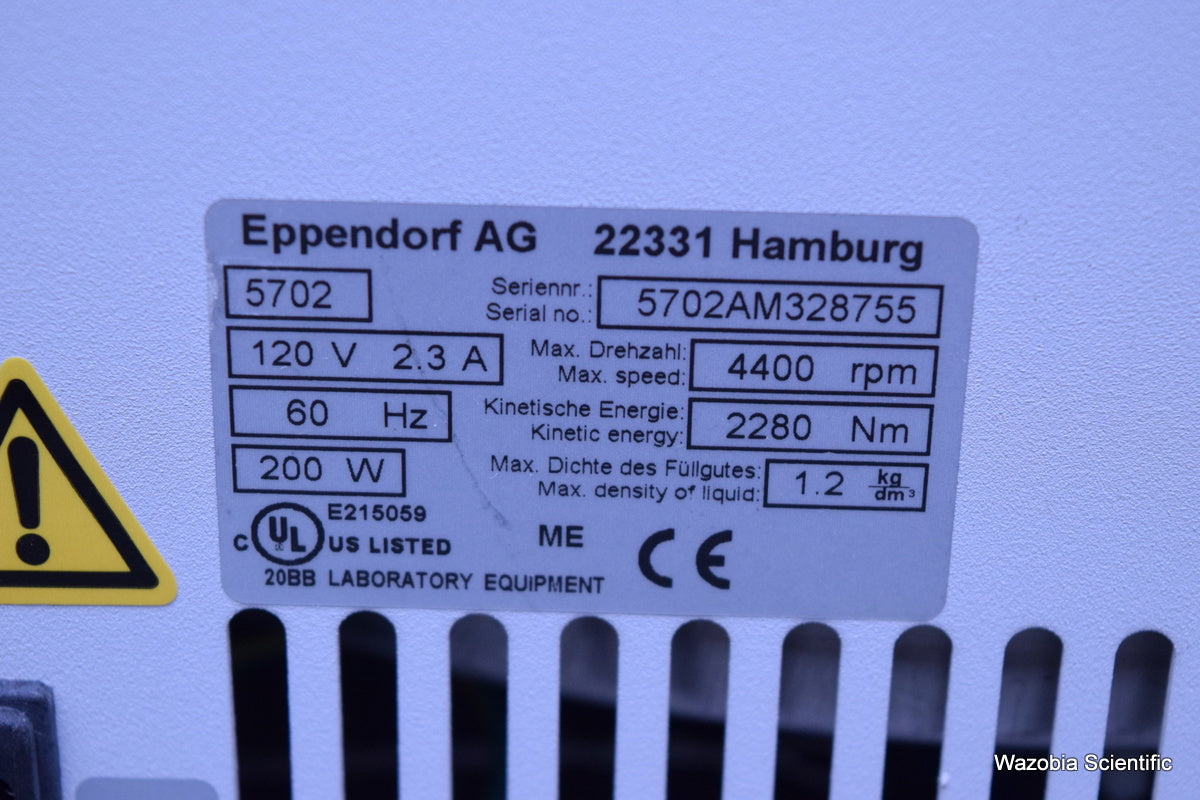 Eppendorf AG 22331 Hamburg
5702
Seriennr.:
Serial no.:
5702AM328755
120 V 2.3 A
Max. Drehzahl:
Max. speed:
4400 rpm
60 Hz
Kinetische Energie:
Kinetic energy:
2280 Nm
200 W
Max. Dichte des Füllgutes:
Max. density of liquid:
1.2 kg/dm³
E215059
C UL US LISTED
ME CE
20BB LABORATORY EQUIPMENT
Wazobia Scientific